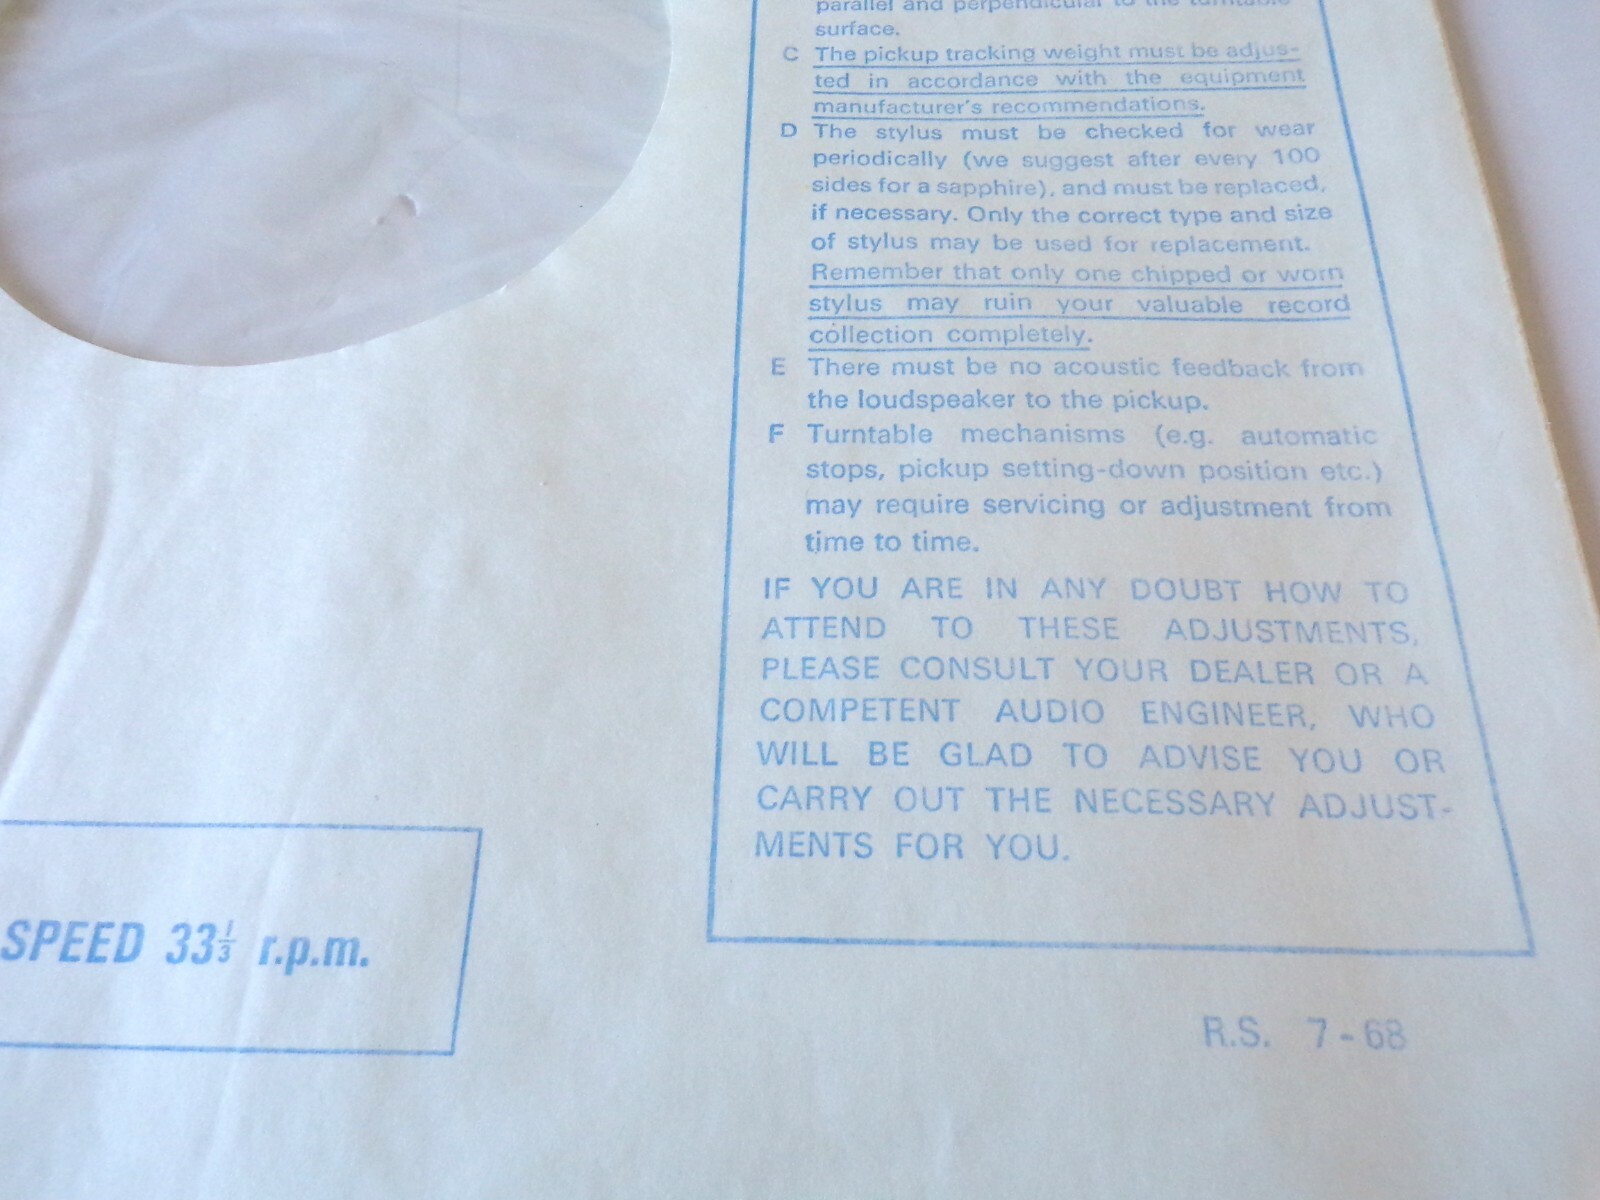 parallel and perpendicular to the turntable
surface.
C The pickup tracking weight must be adjus-
ted in accordance with the equipment
manufacturer's recommendations.
D The stylus must be checked for wear
periodically (we suggest after every 100
sides for a sapphire), and must be replaced,
if necessary. Only the correct type and size
of stylus may be used for replacement.
Remember that only one chipped or worn
stylus may ruin your valuable record
collection completely.
E There must be no acoustic feedback from
the loudspeaker to the pickup.
F Turntable mechanisms (e.g. automatic
stops, pickup setting-down position etc.)
may require servicing or adjustment from
time to time.
IF YOU ARE IN ANY DOUBT HOW TO
ATTEND TO THESE ADJUSTMENTS,
PLEASE CONSULT YOUR DEALER OR A
COMPETENT AUDIO ENGINEER, WHO
WILL BE GLAD TO ADVISE YOU OR
CARRY OUT THE NECESSARY ADJUST-
MENTS FOR YOU.
SPEED 33⅓ r.p.m.
R.S. 7-68